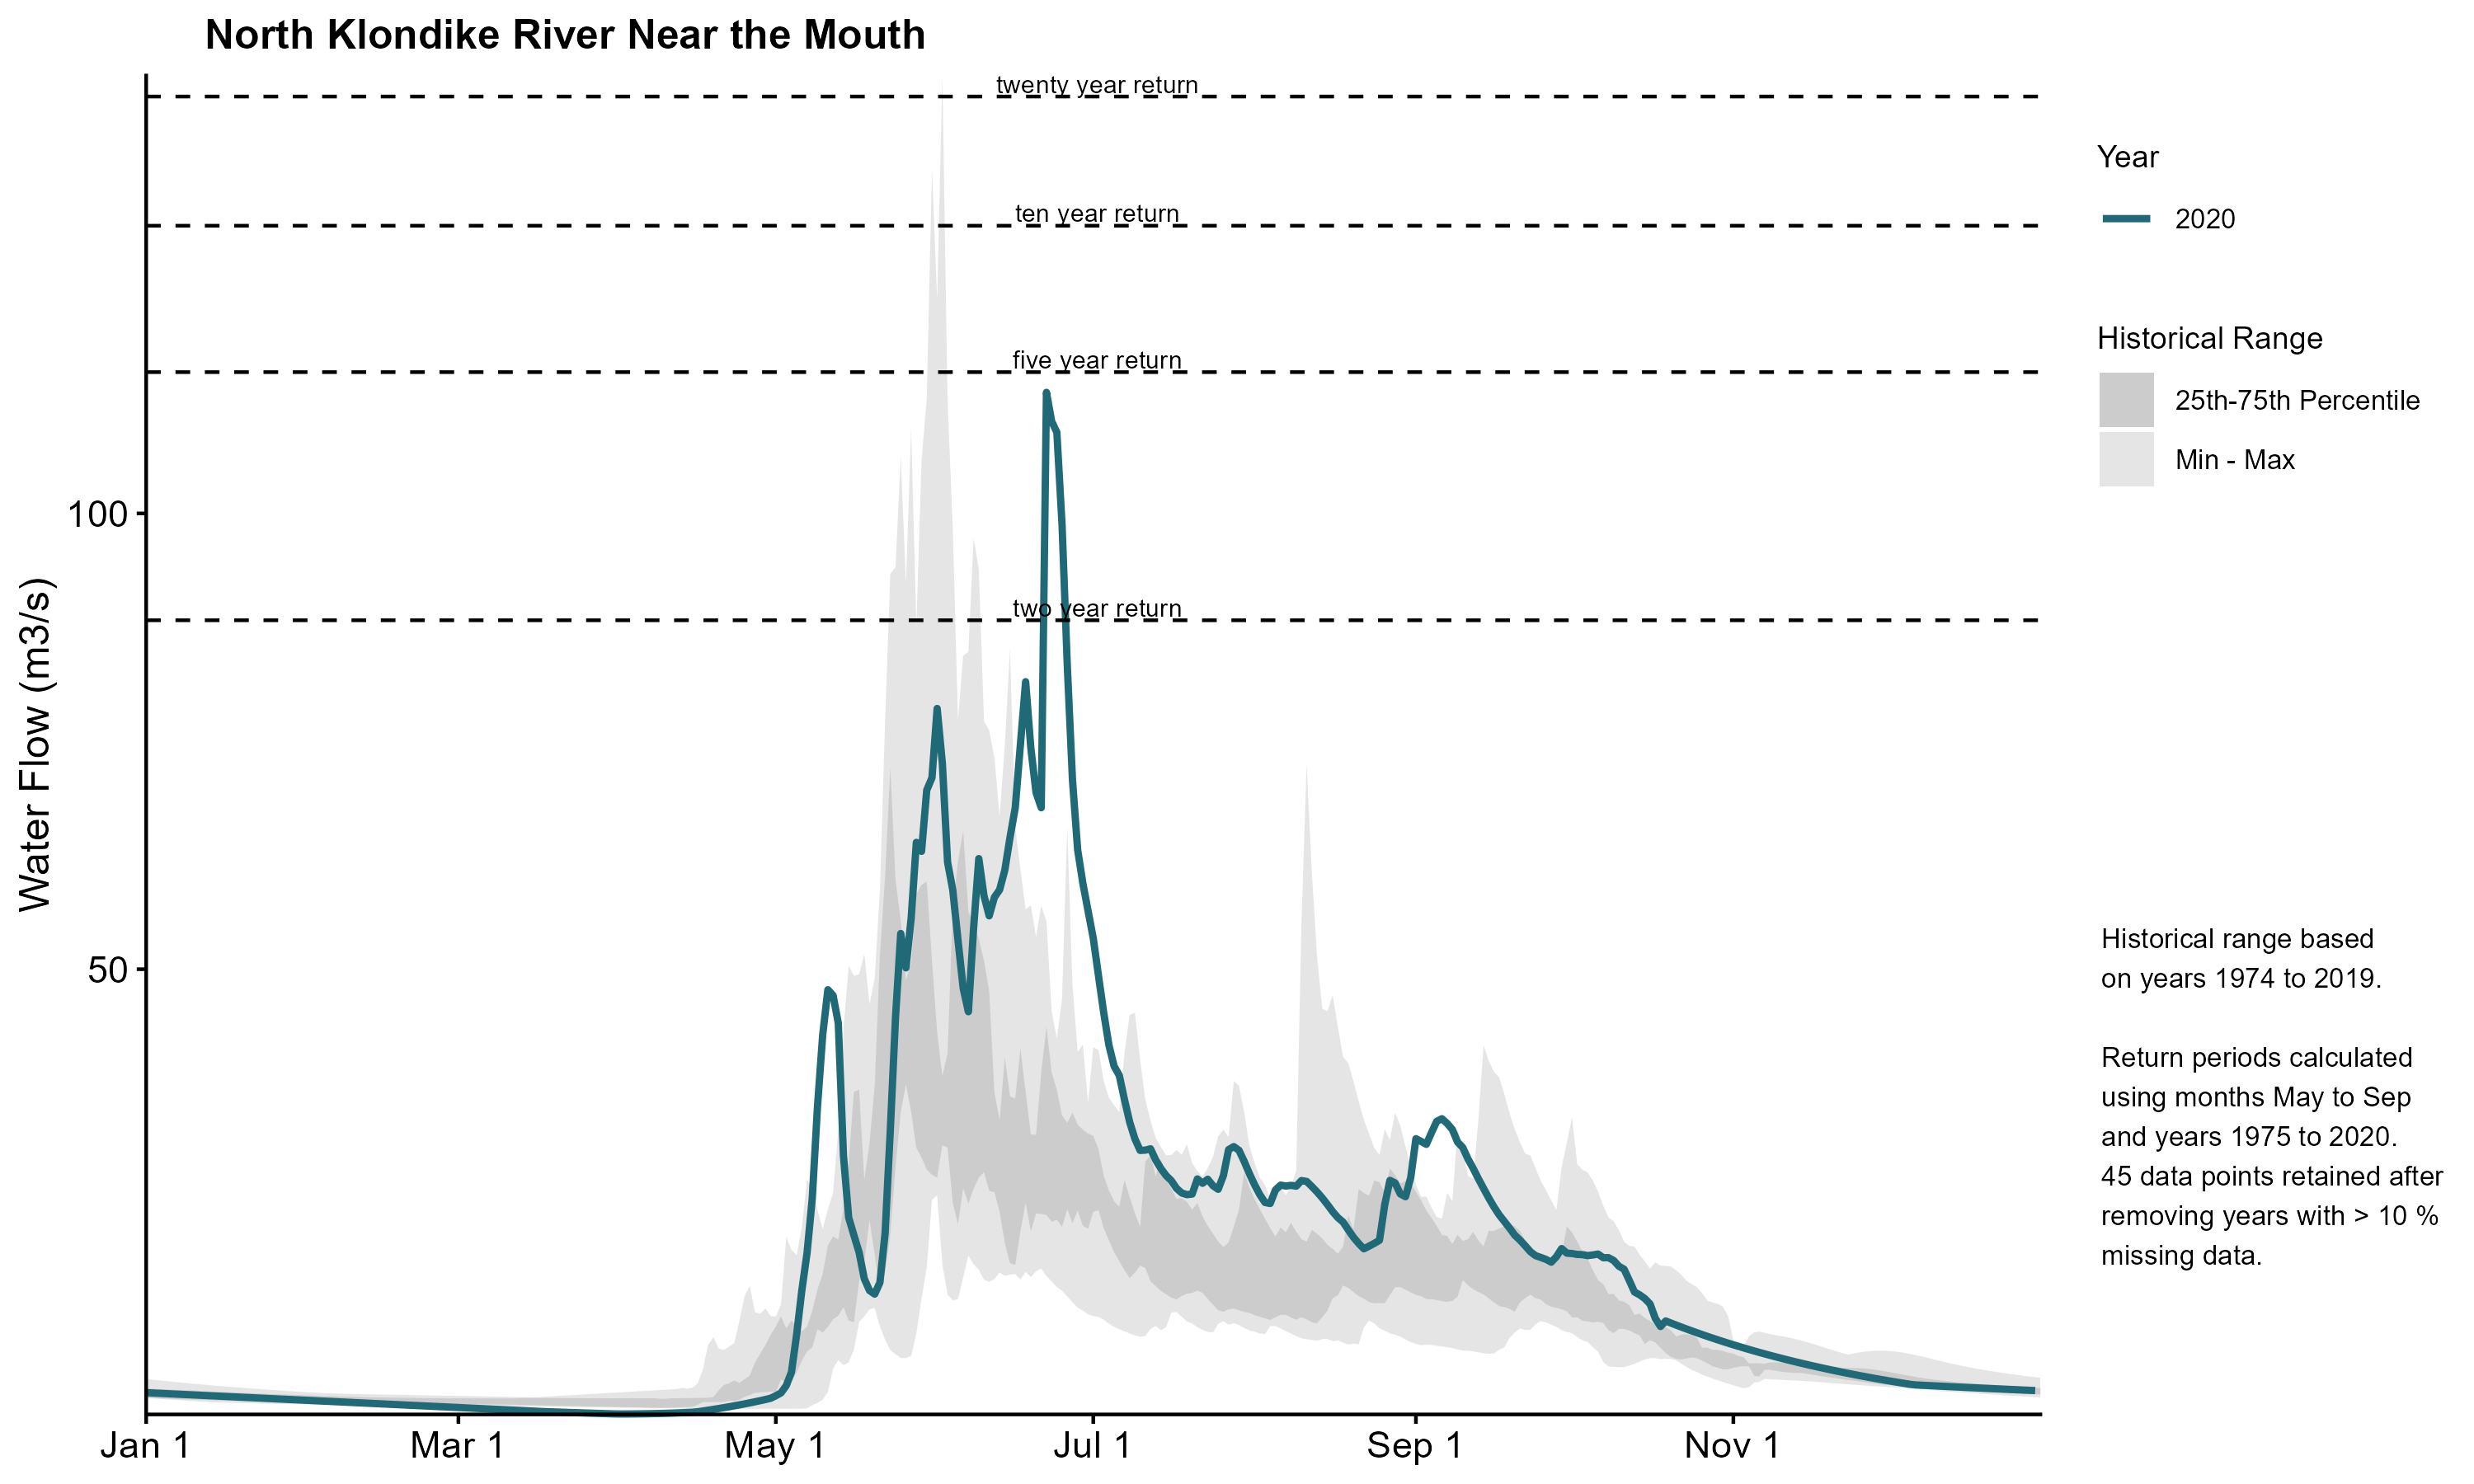 North Klondike River Near the Mouth
twenty year return
ten year return
five year return
two year return
Water Flow (m3/s)
100
50
Jan 1
Mar 1
May 1
Jul 1
Sep 1
Nov 1
Year
2020
Historical Range
25th-75th Percentile
Min - Max
Historical range based
on years 1974 to 2019.
Return periods calculated
using months May to Sep
and years 1975 to 2020.
45 data points retained after
removing years with > 10 %
missing data.